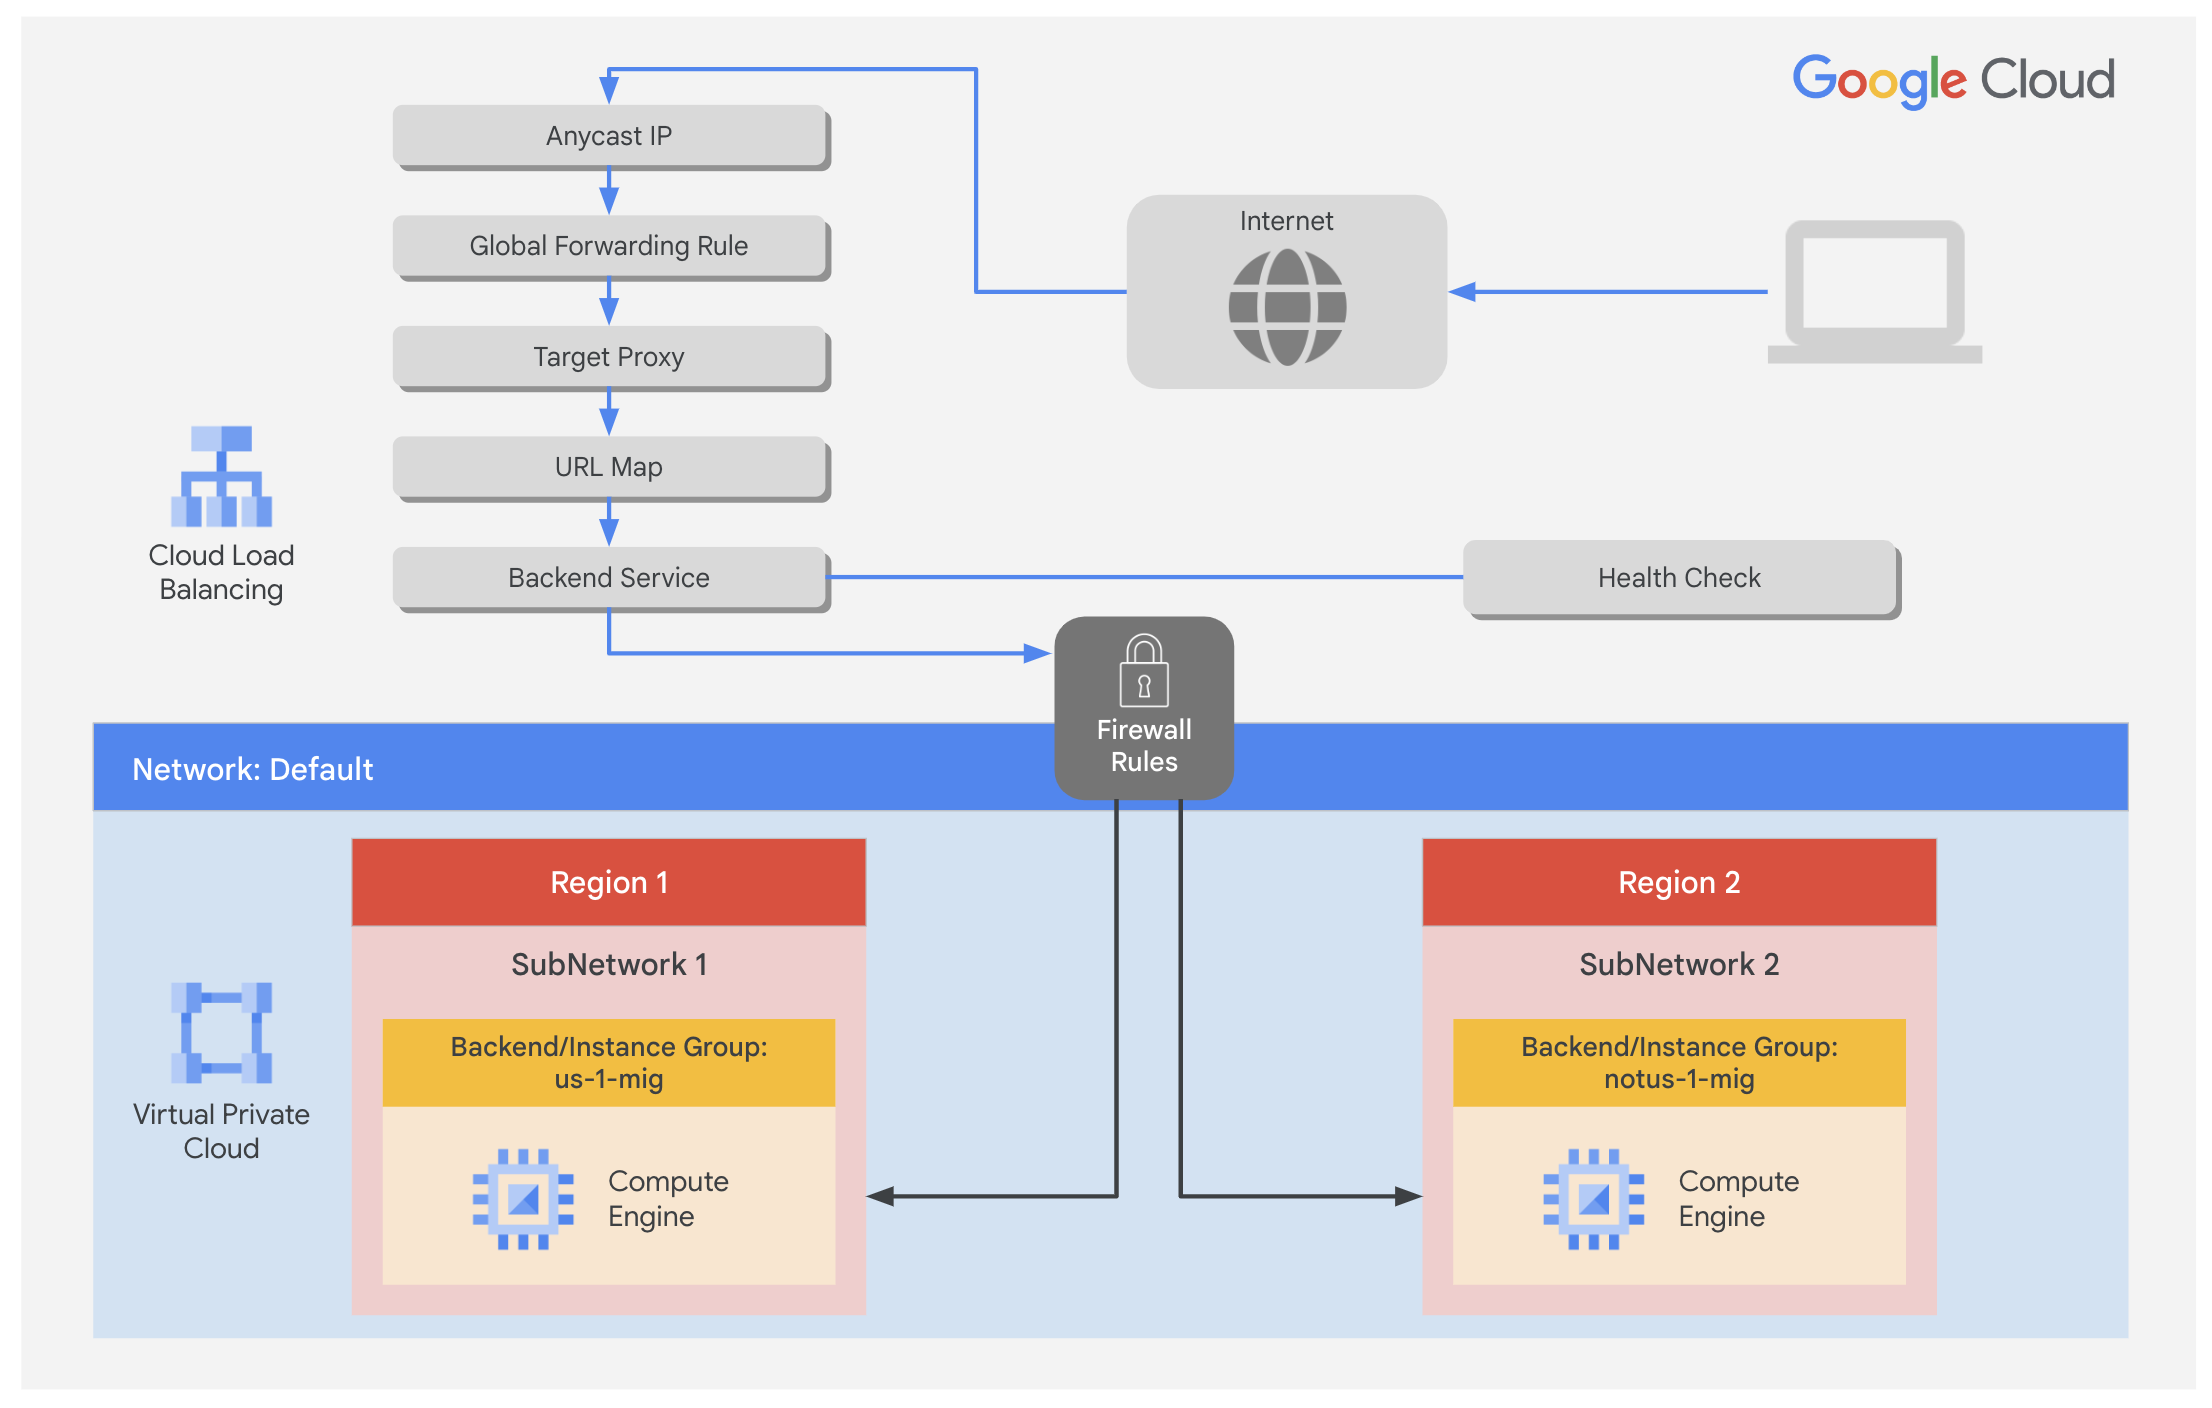 Google Cloud
Anycast IP
Internet
Global Forwarding Rule
Target Proxy
URL Map
Cloud Load
Balancing
Backend Service
Health Check
Firewall
Rules
Network: Default
Region 1
SubNetwork 1
Backend/Instance Group:
us-1-mig
Compute
Engine
Region 2
SubNetwork 2
Backend/Instance Group:
notus-1-mig
Compute
Engine
Virtual Private
Cloud